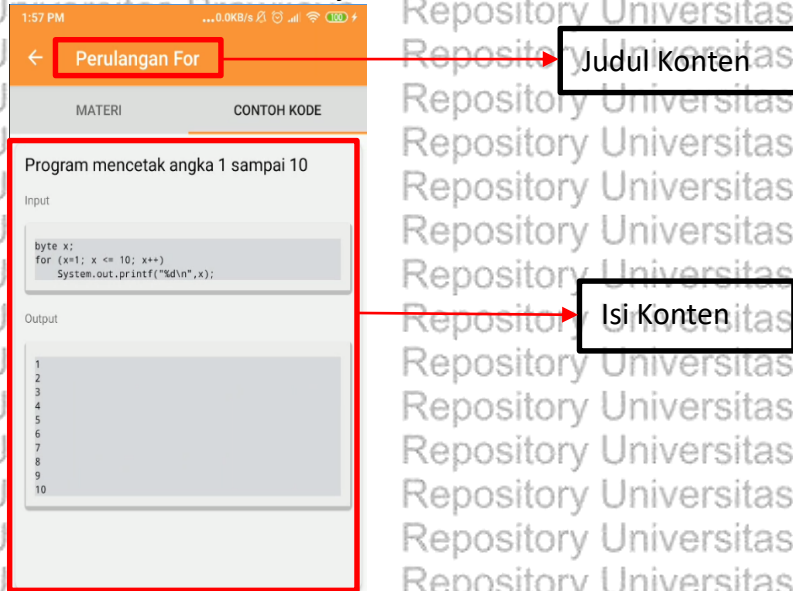 1:57 PM ...0.0KB/s 100
Perulangan For
Judul Konten
MATERI CONTOH KODE
Program mencetak angka 1 sampai 10
Input
byte x;
for (x=1; x <= 10; x++)
System.out.printf("%d\n",x);
Isi Konten
Output
1
2
3
4
5
6
7
8
9
10
Repository Universitas
Repository Universitas
Repository Universitas
Repository Universitas
Repository Universitas
Repository Universitas
Repository Universitas
Repository Universitas
Repository Universitas
Repository Universitas
Repository Universitas
Repository Universitas
Repository Universitas
Repository Universitas